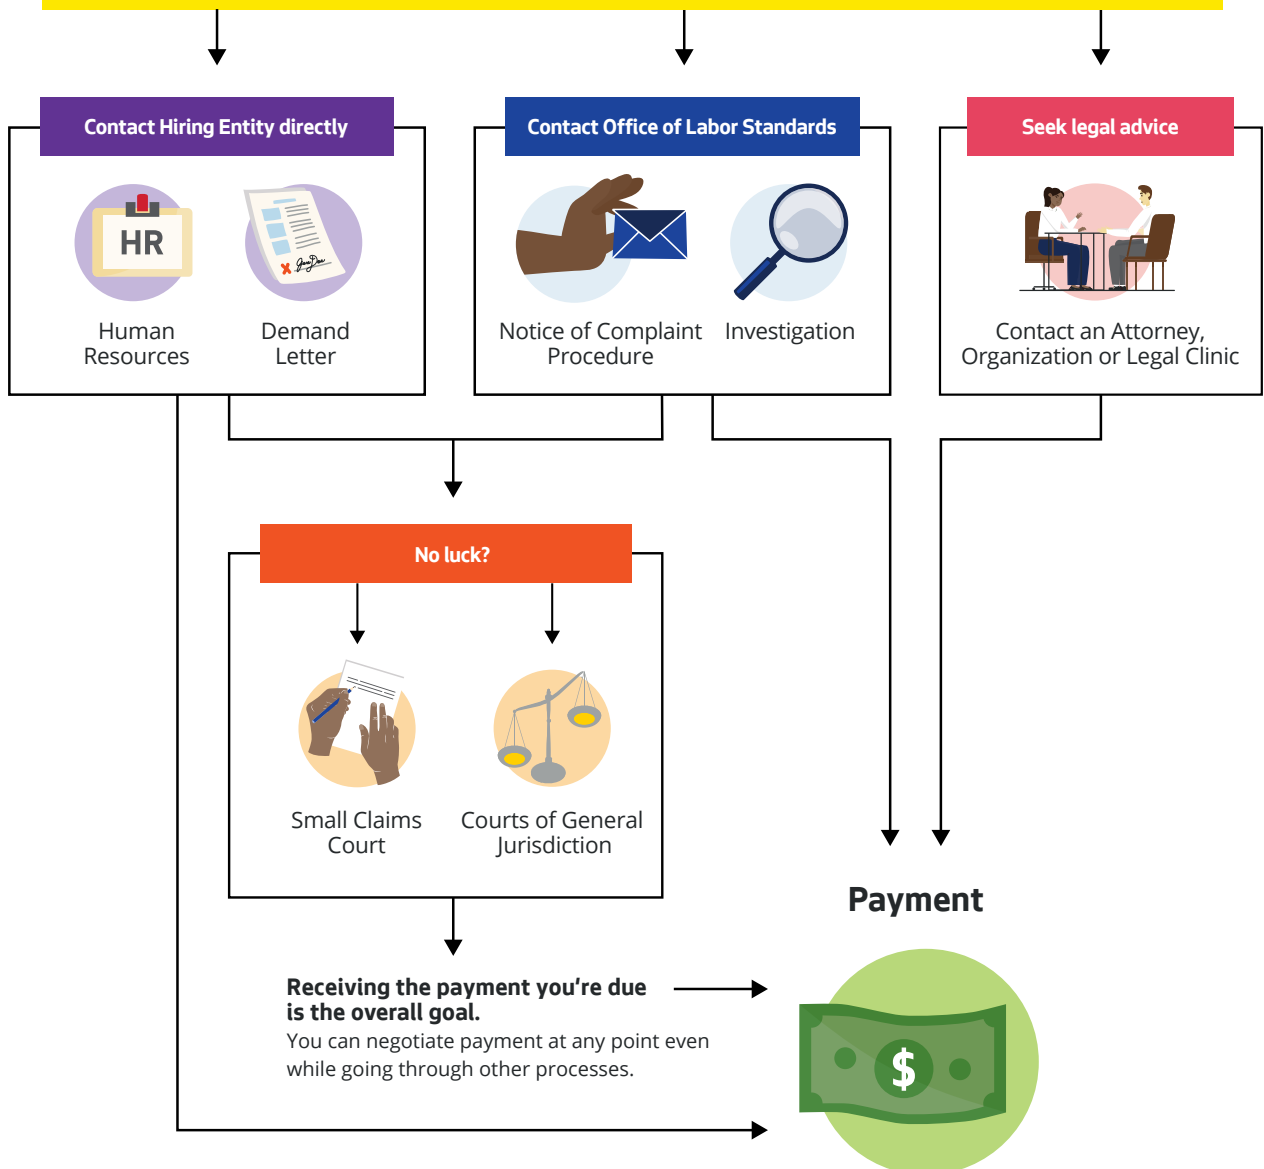 Contact Hiring Entity directly
HR
Jane Doe
Human
Resources
Demand
Letter
Contact Office of Labor Standards
Notice of Complaint
Procedure
Investigation
Seek legal advice
Contact an Attorney,
Organization or Legal Clinic
No luck?
Small Claims
Court
Courts of General
Jurisdiction
Receiving the payment you’re due
is the overall goal.
You can negotiate payment at any point even
while going through other processes.
Payment
$